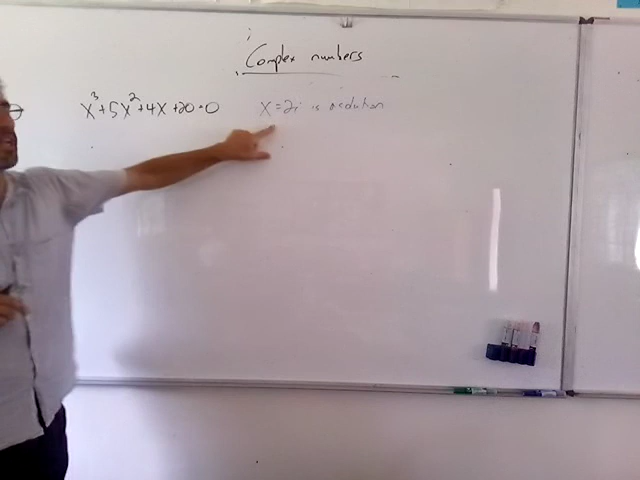 Complex numbers
x³+5x²+4x+20=0 x=2i is a solution